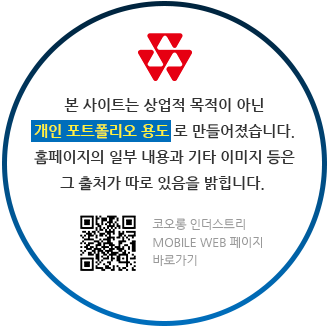 본 사이트는 상업적 목적이 아닌
개인 포트폴리오 용도로 만들어졌습니다.
홈페이지의 일부 내용과 기타 이미지 등은
그 출처가 따로 있음을 밝힙니다.
코오롱 인더스트리
MOBILE WEB 페이지
바로가기